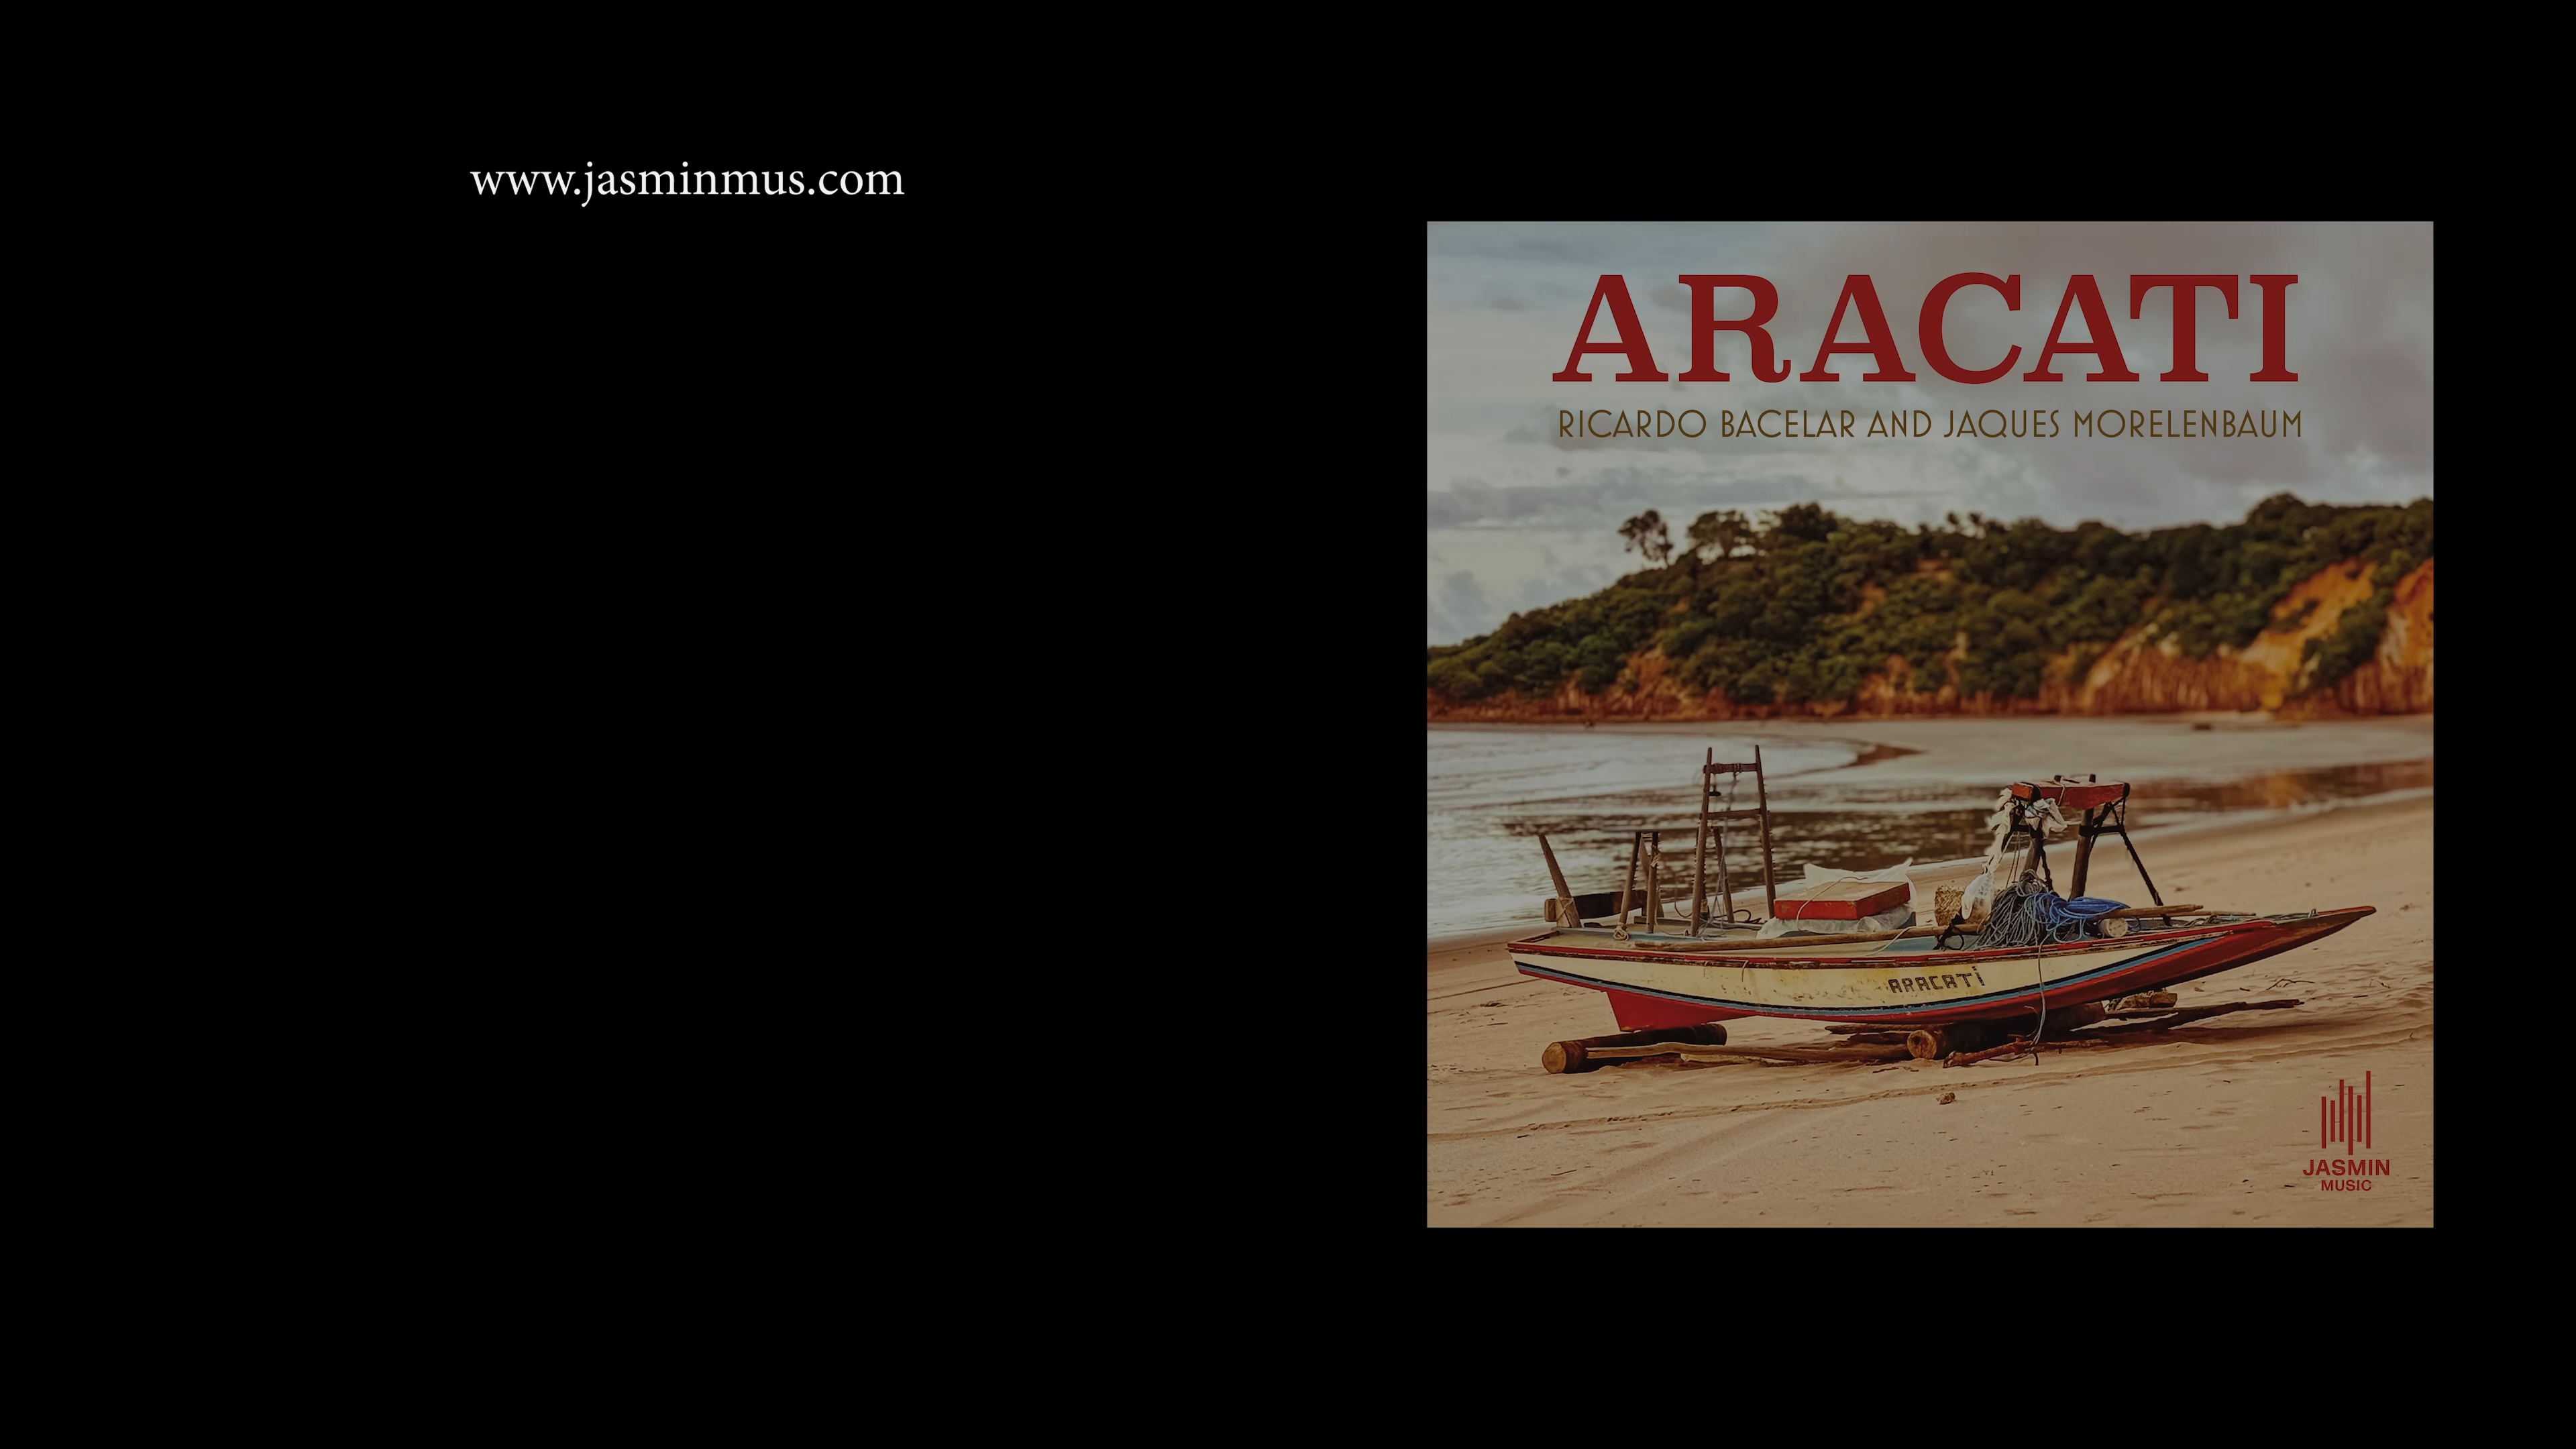 www.jasminmus.com
ARACATI
RICARDO BACELAR AND JAQUES MORELENBAUM
ARACATI
JASMIN
MUSIC